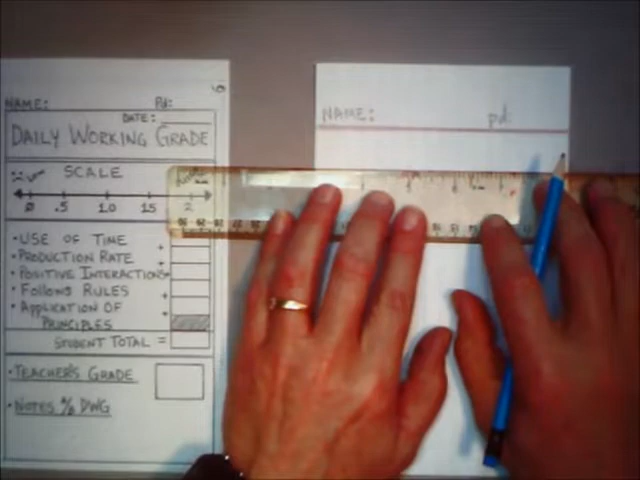 NAME: Pd:
DATE:
DAILY WORKING GRADE
SCALE
0 .5 1.0 1.5 2
• USE OF TIME +
• PRODUCTION RATE +
• POSITIVE INTERACTIONS +
• FOLLOWS RULES +
• APPLICATION OF +
PRINCIPLES
STUDENT TOTAL =
• TEACHER'S GRADE
• NOTES % DWG
NAME: pd: